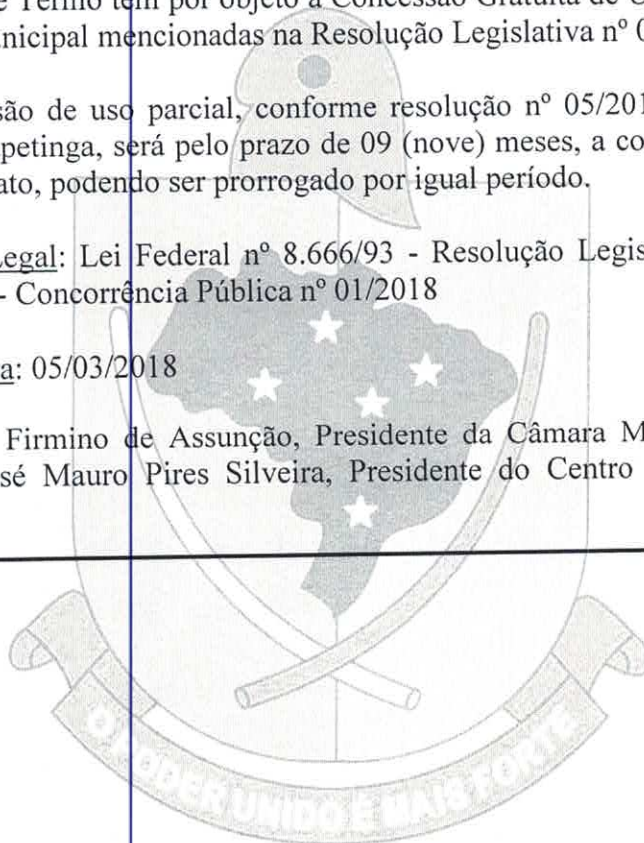 e Termo tem por objeto a Concessão Gratuita de
unicipal mencionadas na Resolução Legislativa nº
são de uso parcial, conforme resolução nº 05/201
petinga, será pelo prazo de 09 (nove) meses, a co
ato, podendo ser prorrogado por igual período.
Legal: Lei Federal nº 8.666/93 - Resolução Legis
- Concorrência Pública nº 01/2018
a: 05/03/2018
Firmino de Assunção, Presidente da Câmara M
sé Mauro Pires Silveira, Presidente do Centro
O PODER UNIDO É MAIS FORTE